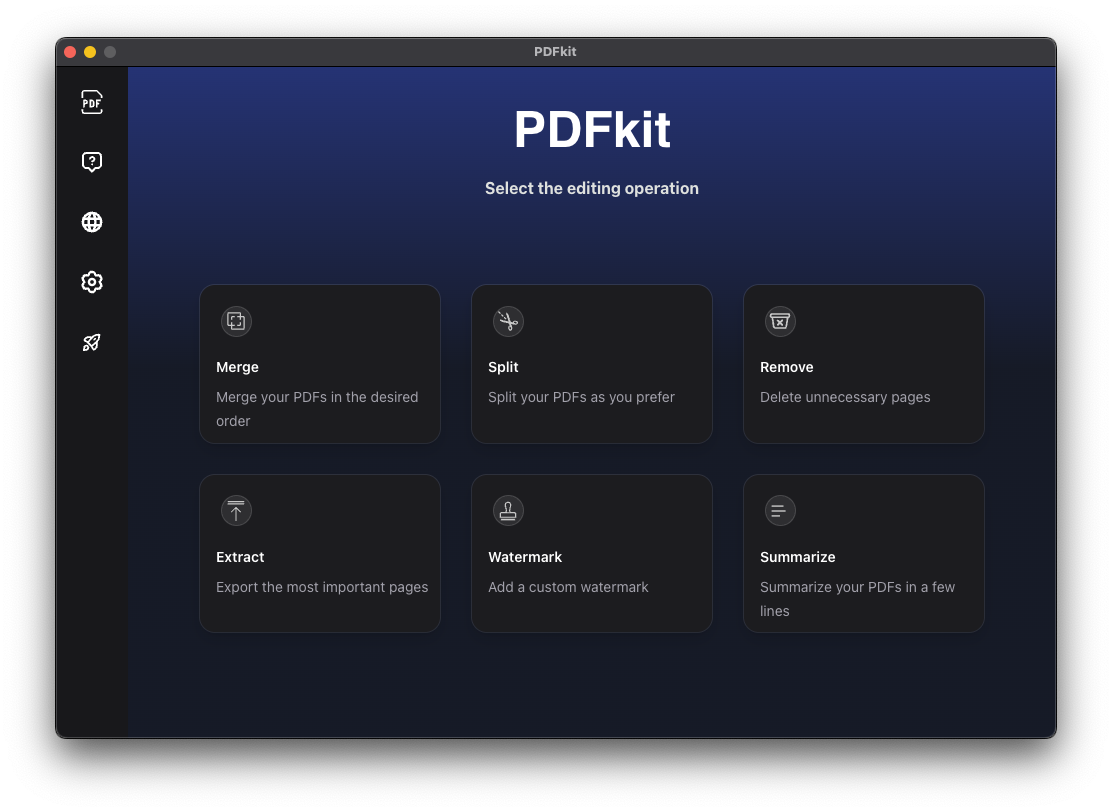 PDFkit
PDF
PDFkit
Select the editing operation
Merge
Merge your PDFs in the desired
order
Split
Split your PDFs as you prefer
Remove
Delete unnecessary pages
Extract
Export the most important pages
Watermark
Add a custom watermark
Summarize
Summarize your PDFs in a few
lines